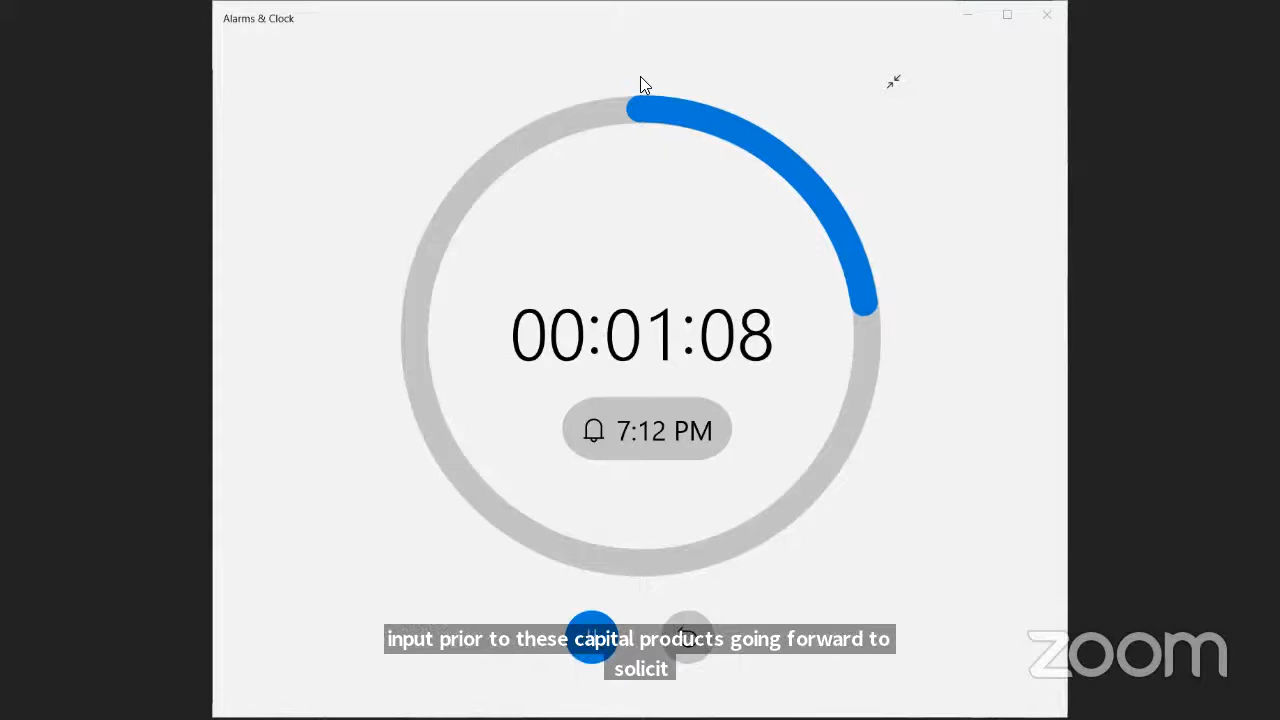 Alarms & Clock
00:01:08
7:12 PM
input prior to these capital products going forward to
solicit
zoom